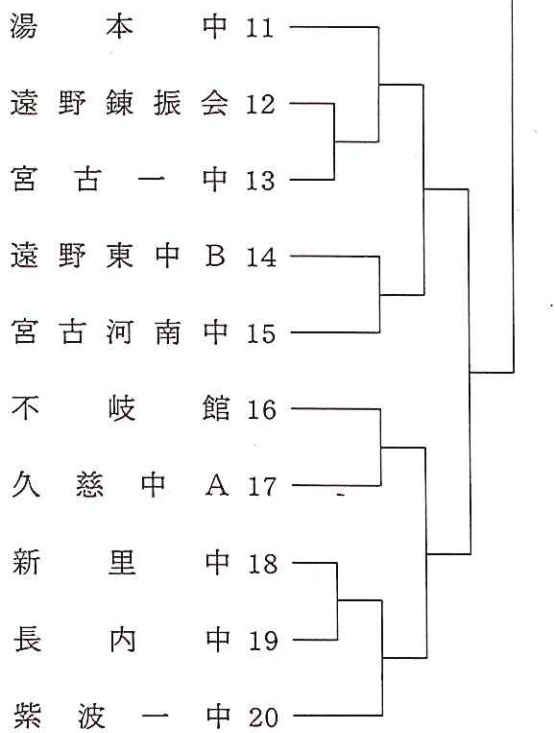 湯本中 11
遠野錬振会 12
宮古一中 13
遠野東中B 14
宮古河南中 15
不岐館 16
久慈中A 17
新里中 18
長内中 19
紫波一中 20